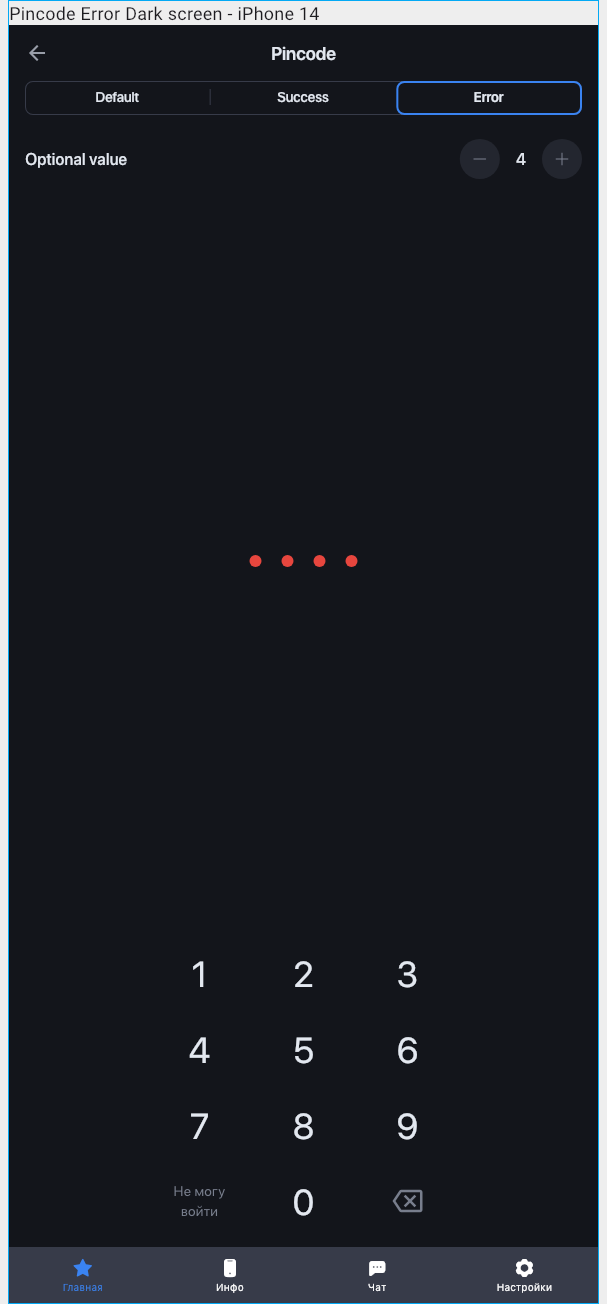 Pincode Error Dark screen - iPhone 14
Pincode
Default Success Error
Optional value 4
1 2 3
4 5 6
7 8 9
Не могу
войти
0
Главная Инфо Чат Настройки